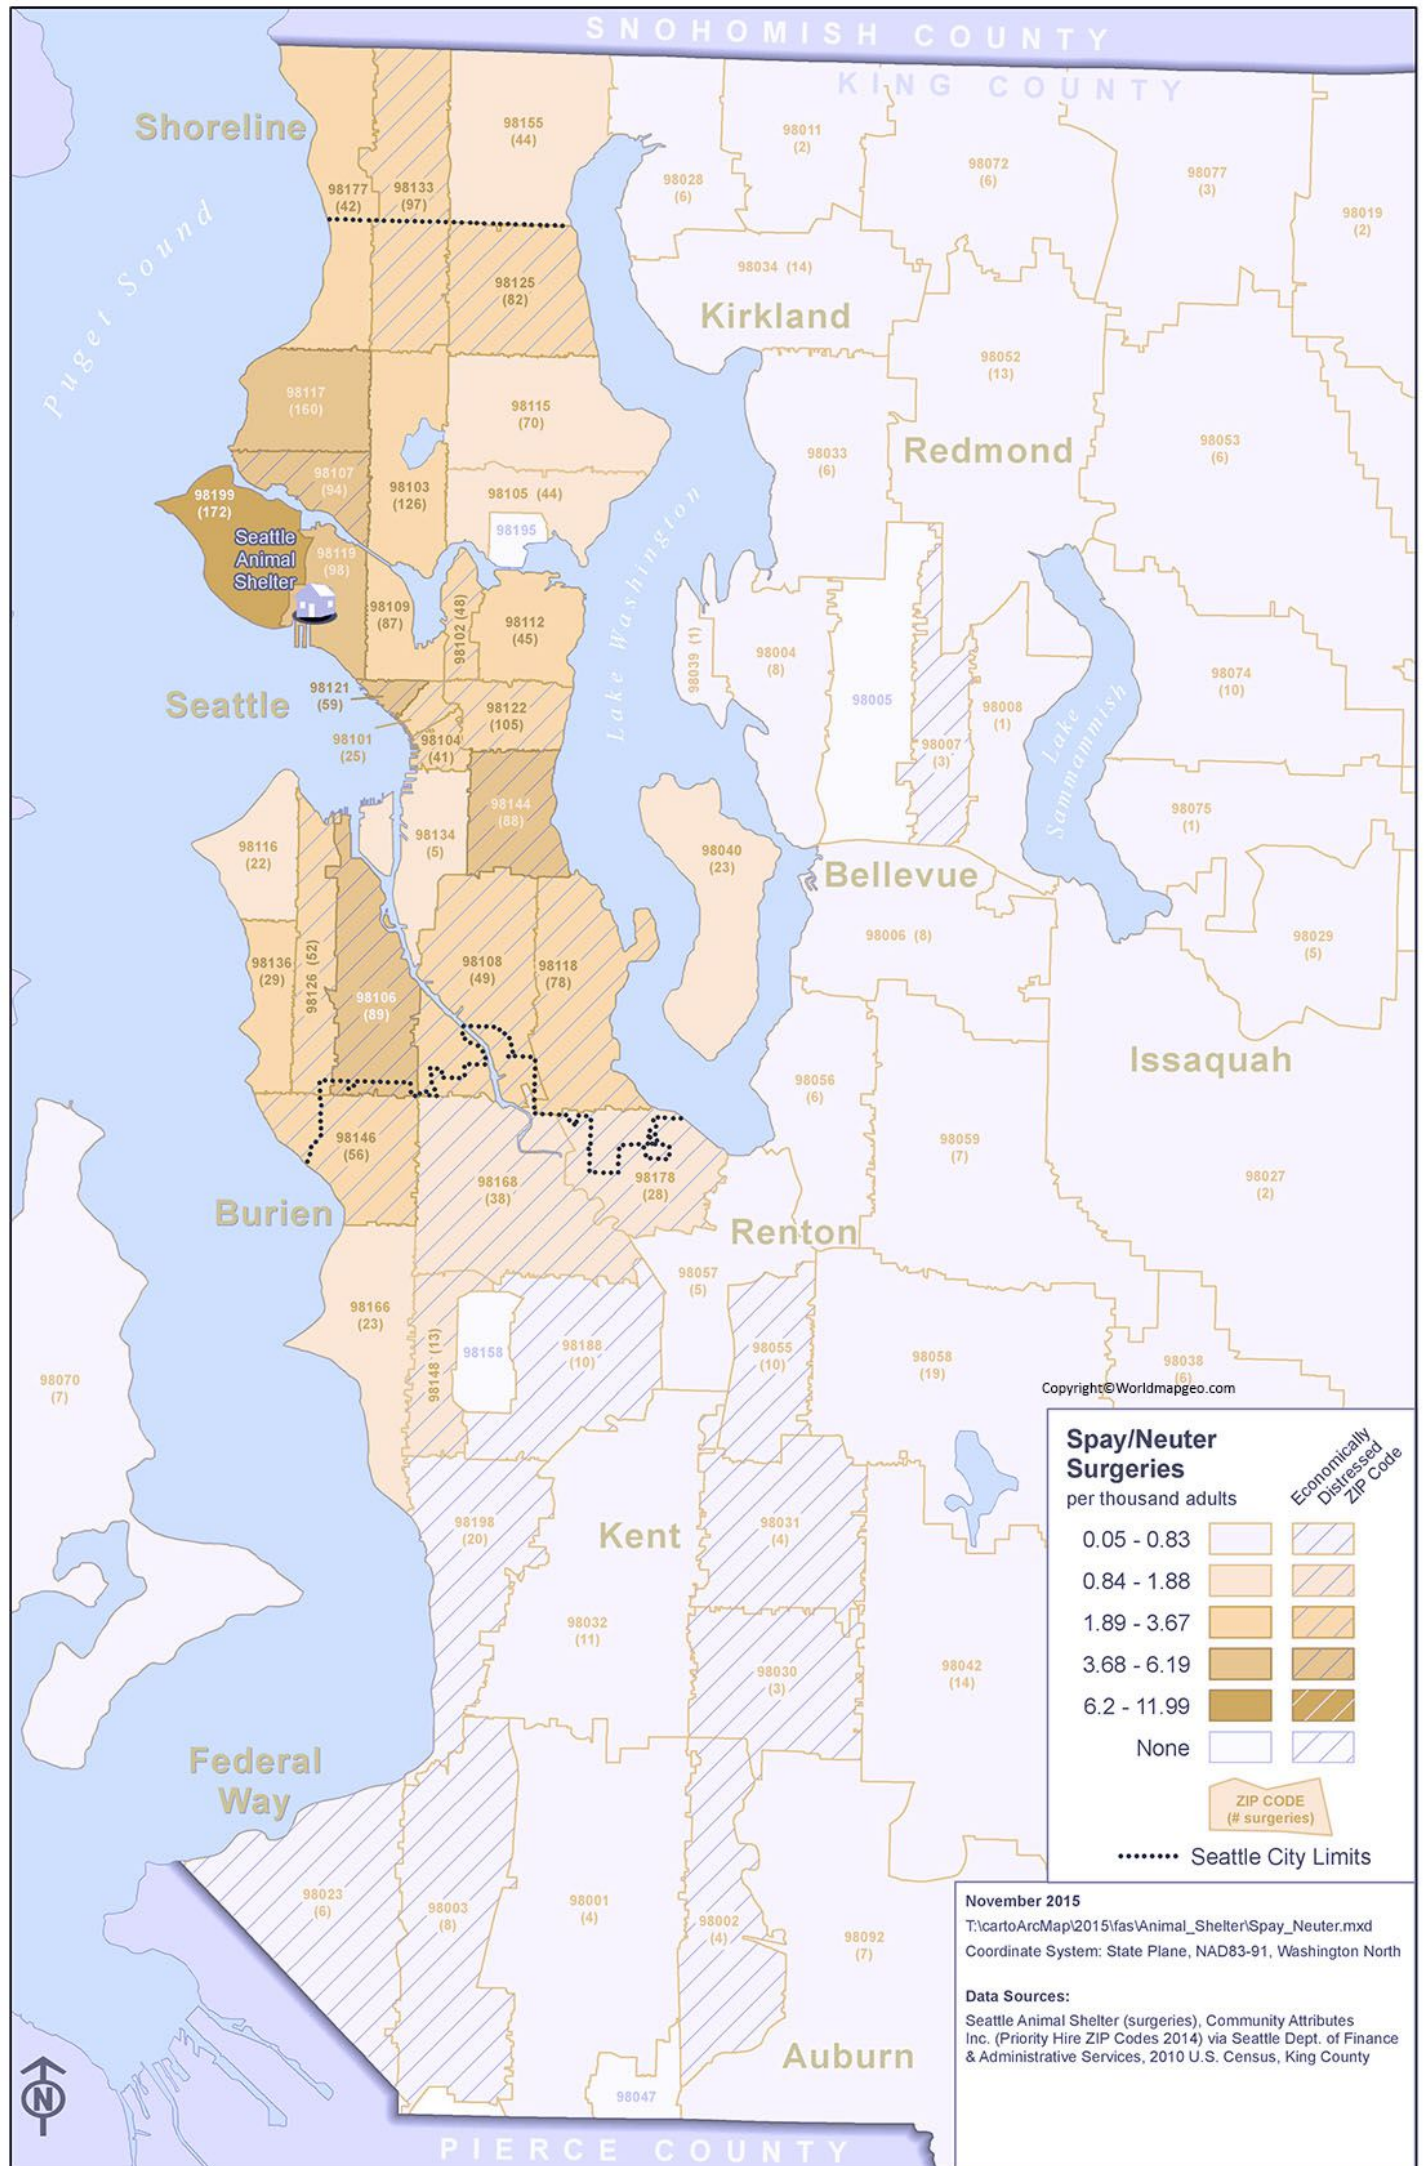 SNOHOMISH COUNTY
KING COUNTY
Shoreline
98155
(44)
98011
(2)
98072
(6)
98077
(3)
98028
(6)
98019
(2)
98177
(42)
98133
(97)
Puget Sound
98034 (14)
98125
(82)
Kirkland
98052
(13)
98117
(160)
98115
(70)
98053
(6)
98033
(6)
Redmond
98107
(94)
98103
(126)
98105 (44)
98199
(172)
98195
Seattle
Animal
Shelter
98119
(98)
Lake Washington
98109
(87)
98102 (48)
98112
(45)
98039 (1)
98004
(8)
98074
(10)
98121
(59)
Seattle
98122
(105)
98005
98008
(1)
98101
(25)
98104
(41)
98007
(3)
Lake
Sammammish
98144
(88)
98075
(1)
98134
(5)
98116
(22)
98040
(23)
Bellevue
98006 (8)
98029
(5)
98136
(29)
98126 (52)
98108
(49)
98118
(78)
98106
(89)
Issaquah
98056
(6)
98146
(56)
98059
(7)
98168
(38)
98178
(28)
98027
(2)
Burien
Renton
98057
(5)
98166
(23)
98148 (13)
98158
98188
(10)
98055
(10)
98058
(19)
98038
(6)
98070
(7)
Copyright©Worldmapgeo.com
Spay/Neuter
Surgeries
per thousand adults
Economically
Distressed
ZIP Code
0.05 - 0.83
0.84 - 1.88
1.89 - 3.67
3.68 - 6.19
6.2 - 11.99
None
ZIP CODE
(# surgeries)
Seattle City Limits
98198
(20)
Kent
98031
(4)
98032
(11)
98030
(3)
98042
(14)
Federal
Way
98023
(6)
98003
(8)
98001
(4)
98002
(4)
98092
(7)
November 2015
T:\cartoArcMap\2015\fas\Animal_Shelter\Spay_Neuter.mxd
Coordinate System: State Plane, NAD83-91, Washington North
Data Sources:
Seattle Animal Shelter (surgeries), Community Attributes
Inc. (Priority Hire ZIP Codes 2014) via Seattle Dept. of Finance
& Administrative Services, 2010 U.S. Census, King County
Auburn
98047
N
PIERCE COUNTY